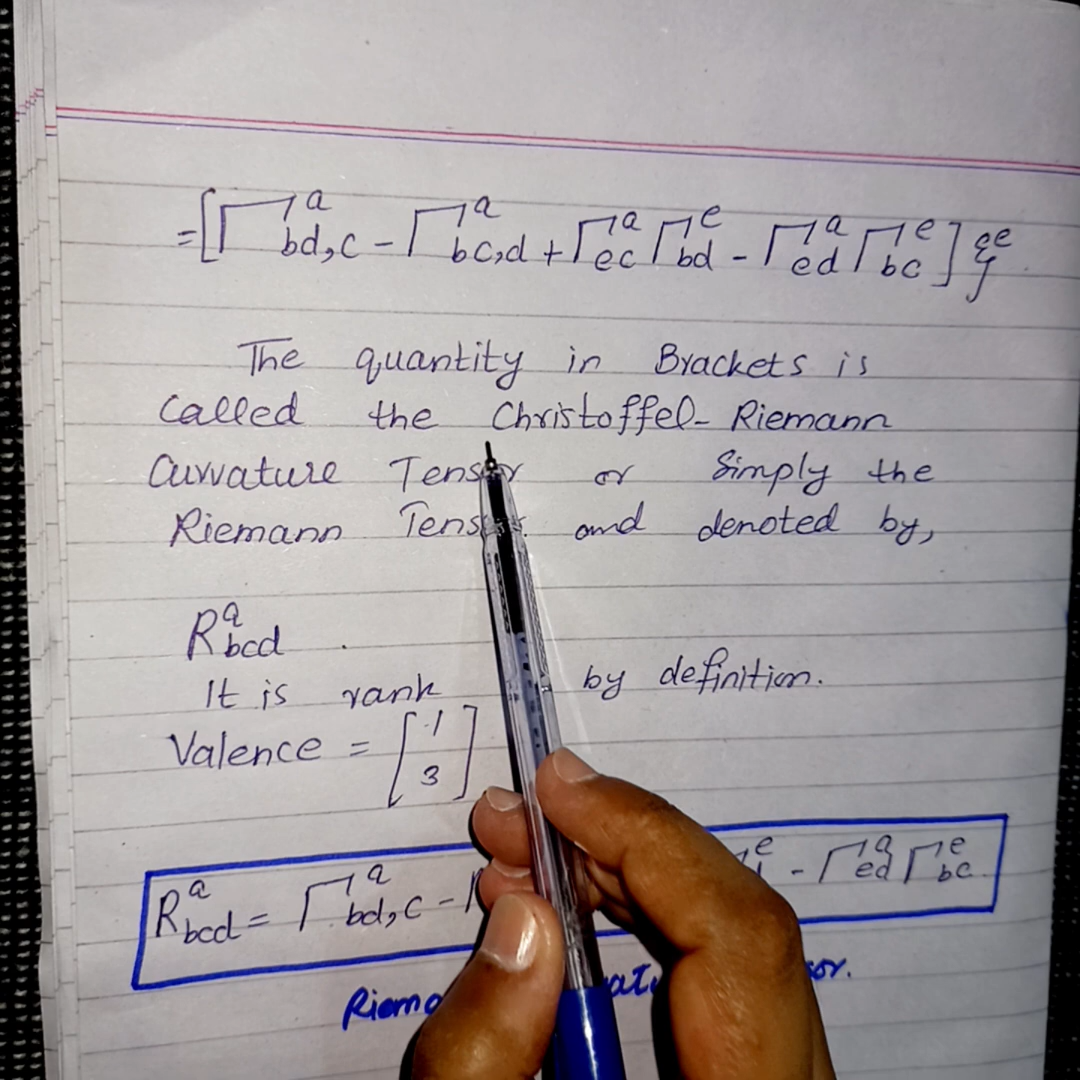 = [Γ^a_{bd,c} - Γ^a_{bc,d} + Γ^a_{ec} Γ^e_{bd} - Γ^a_{ed} Γ^e_{bc}]
The quantity in Brackets is
called the Christoffel- Riemann
Curvature Tensor or Simply the
Riemann Tensor and denoted by,
R^a_{bcd} .
It is rank by definition.
Valence = [1 3]
R^a_{bcd} = Γ^a_{bd,c} - - Γ^a_{ed} Γ^e_{bc}